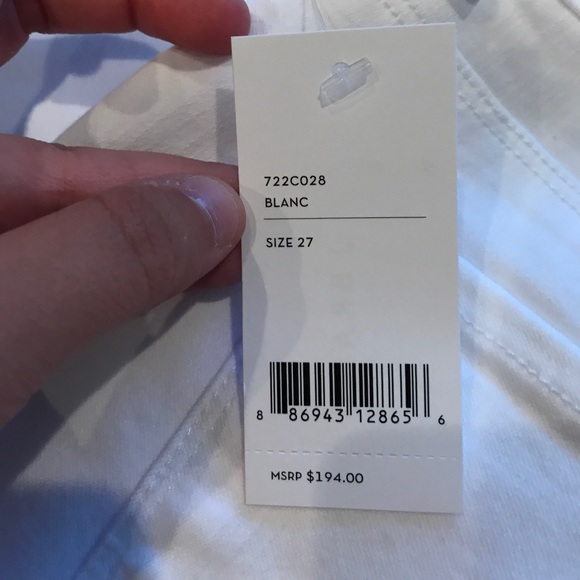 722C028
BLANC
SIZE 27
8 86943 12865 6
MSRP $194.00